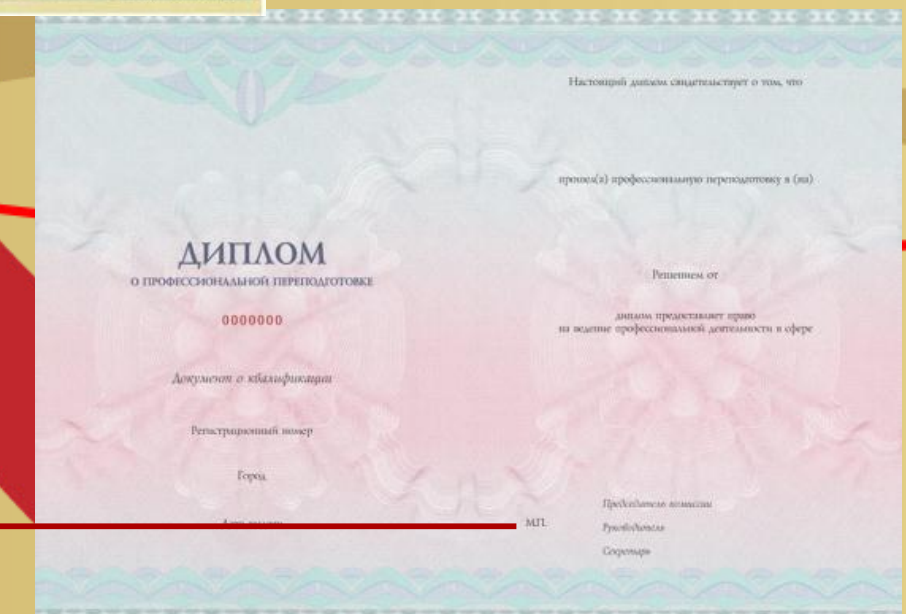 ДИПЛОМ
О ПРОФЕССИОНАЛЬНОЙ ПЕРЕПОДГОТОВКЕ
0000000
Документ о квалификации
Регистрационный номер
Город
М.П.
Настоящий диплом свидетельствует о том, что
прошел(а) профессиональную переподготовку в (на)
Решением от
диплом предоставляет право
на ведение профессиональной деятельности в сфере
Председатель комиссии
Руководитель
Секретарь